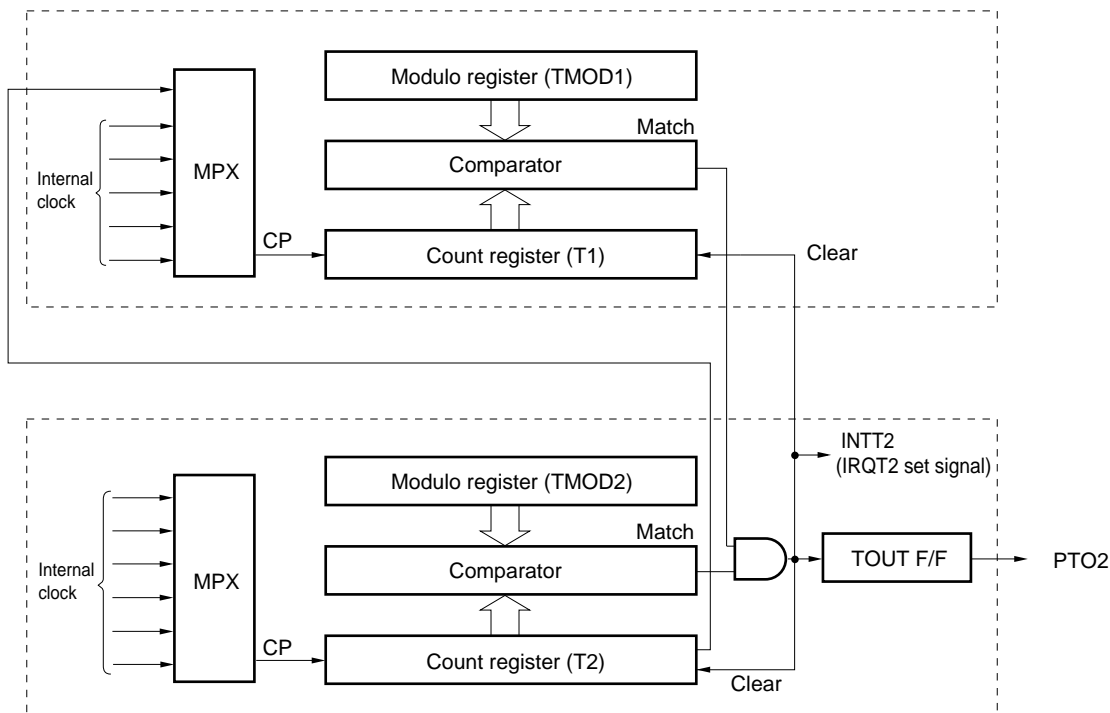 Modulo register (TMOD1)
Match
MPX
Comparator
Internal
clock
CP
Count register (T1)
Clear
INTT2
(IRQT2 set signal)
Modulo register (TMOD2)
Match
MPX
Comparator
TOUT F/F
PTO2
Internal
clock
CP
Count register (T2)
Clear